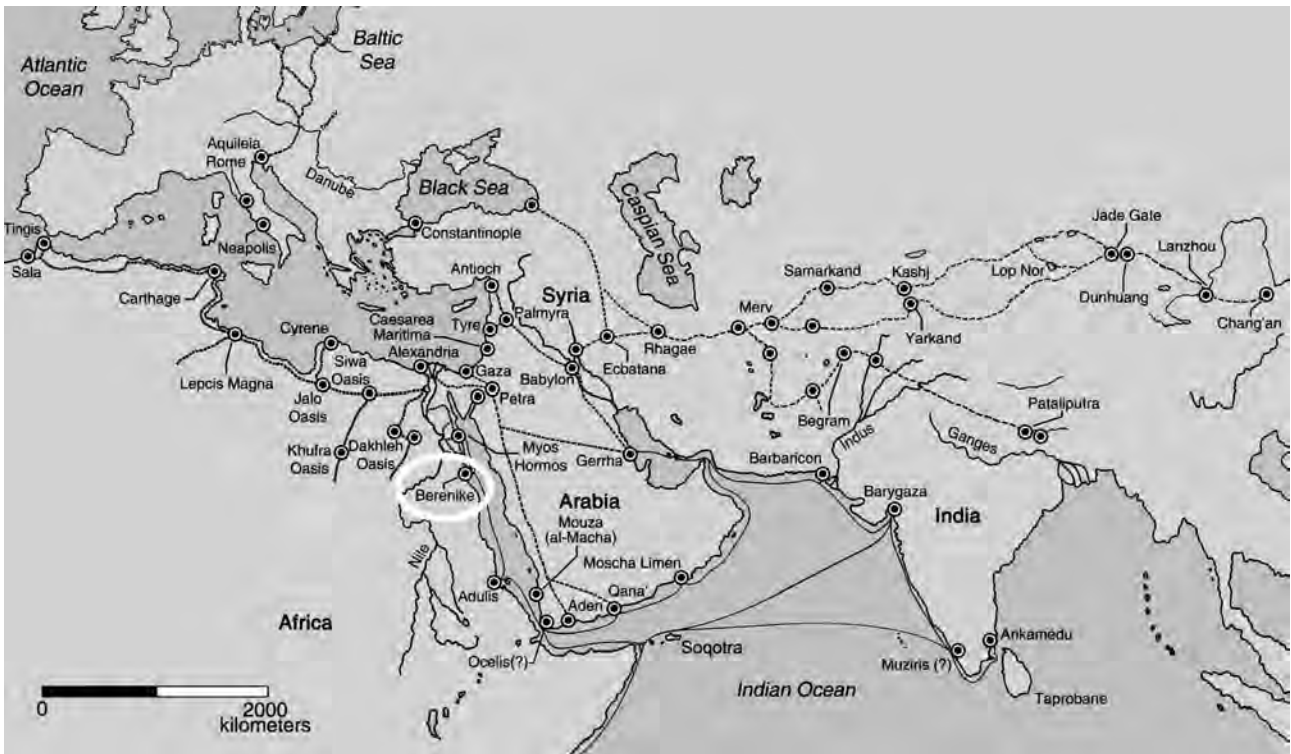 Atlantic
Ocean
Baltic
Sea
Aquileia
Rome
Danube
Black Sea
Caspian Sea
Tingis
Sala
Neapolis
Constantinople
Carthage
Antioch
Syria
Palmyra
Caesarea
Maritima
Tyre
Cyrene
Alexandria
Siwa
Oasis
Gaza
Lepcis Magna
Jalo
Oasis
Petra
Babylon
Ecbatana
Rhagae
Merv
Samarkand
Kashj
Yarkand
Lop Nor
Jade Gate
Dunhuang
Lanzhou
Chang'an
Begram
Indus
Ganges
Pataliputra
Khufra
Oasis
Dakhleh
Oasis
Myos
Hormos
Gerrha
Barbaricon
Barygaza
India
Berenike
Arabia
Mouza
(al-Macha)
Moscha Limen
Nile
Adulis
Qana'
Aden
Africa
Ocelis(?)
Soqotra
Muziris (?)
Arikamedu
Taprobane
Indian Ocean
0
2000
kilometers